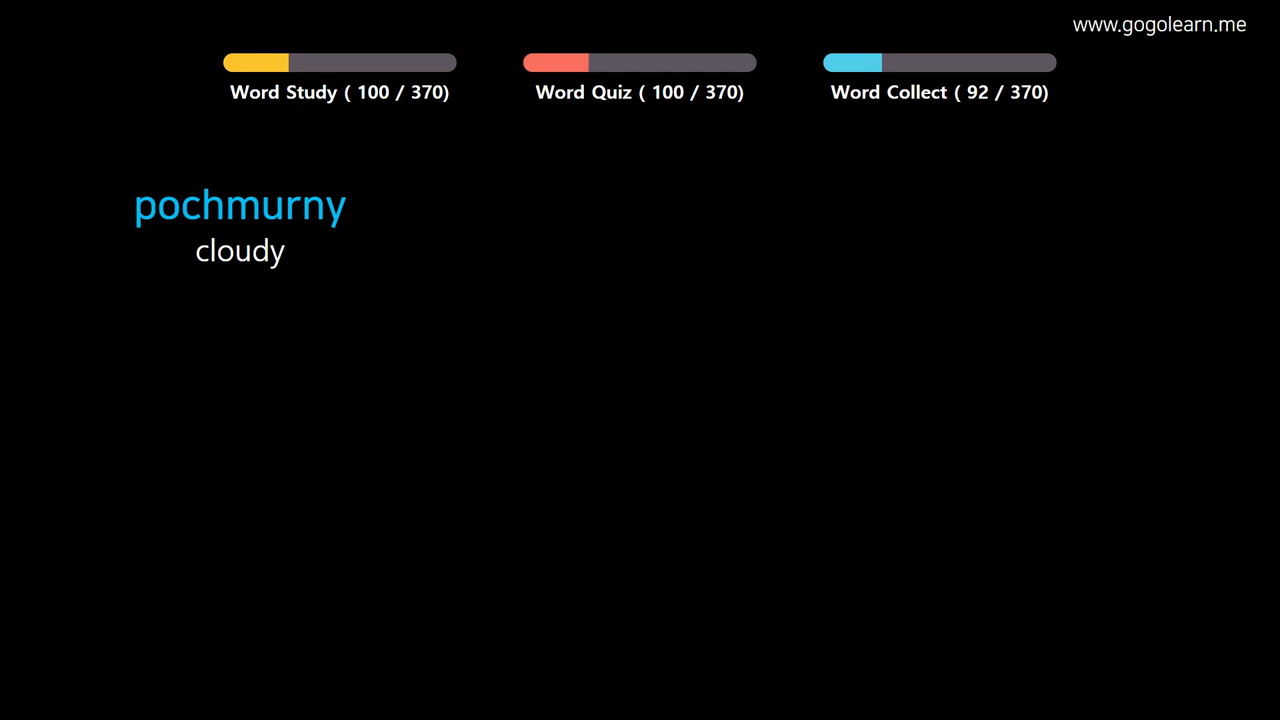 www.gogolearn.me
Word Study ( 100 / 370)
Word Quiz ( 100 / 370)
Word Collect ( 92 / 370)
pochmurny
cloudy